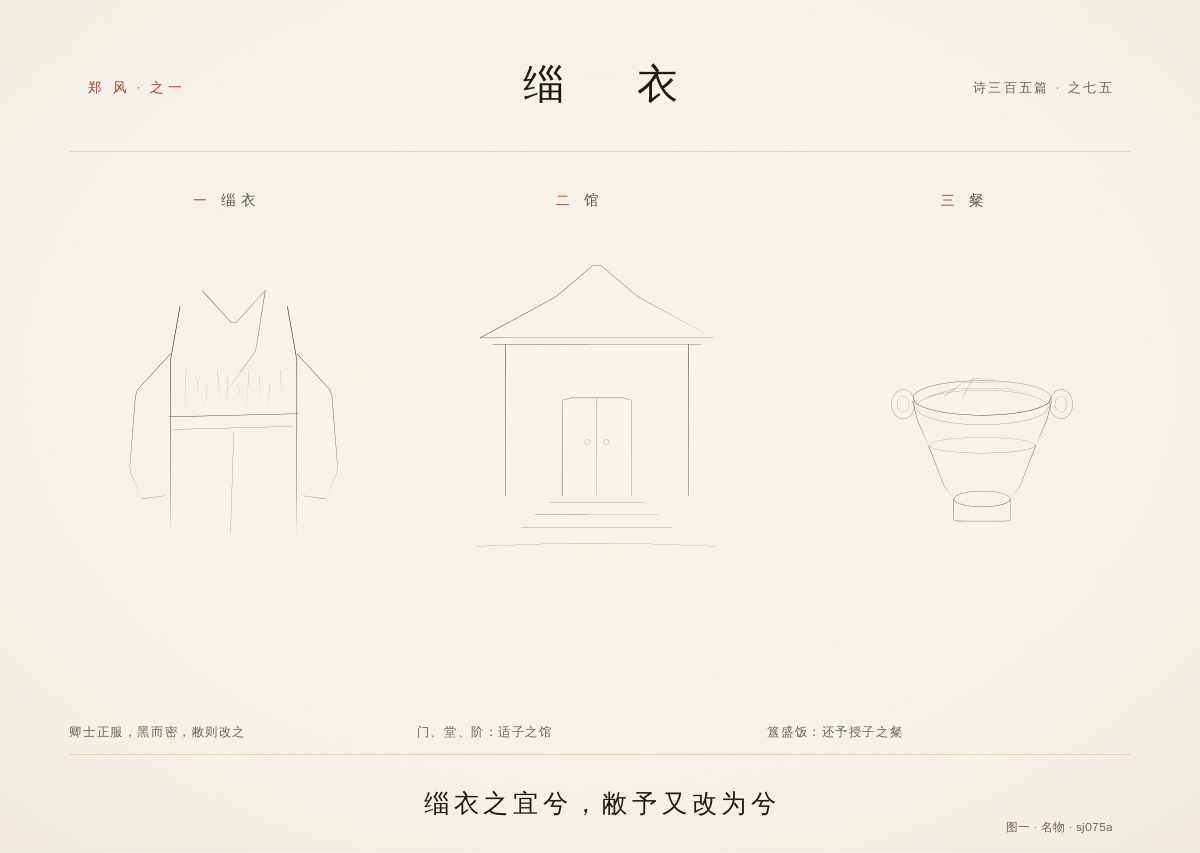 郑 风 · 之一
缁 衣
诗三百五篇 · 之七五
一 缁衣
二 馆
三 粲
卿士正服，黑而密，敝则改之
门、堂、阶：适子之馆
簋盛饭：还予授子之粲
缁衣之宜兮，敝予又改为兮
图一 · 名物 · sj075a